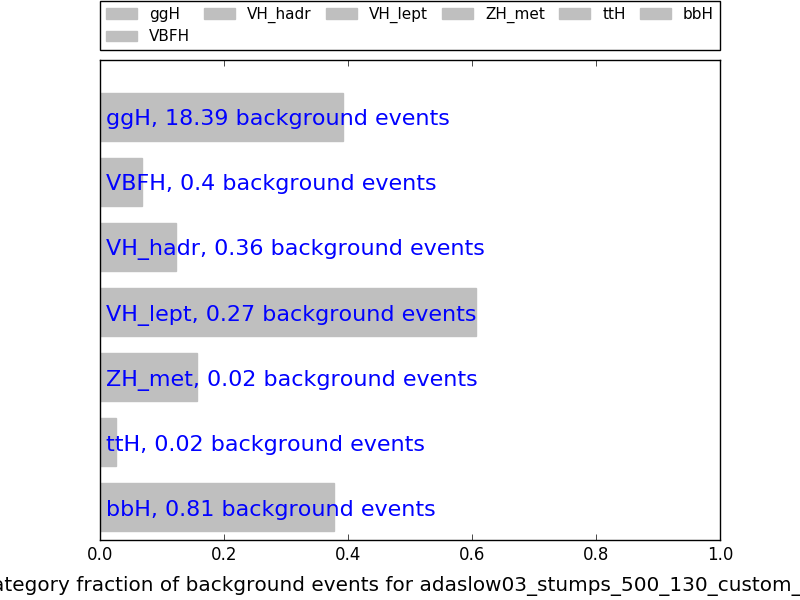 ggH VH_hadr VH_lept ZH_met ttH bbH
VBFH
ggH, 18.39 background events
VBFH, 0.4 background events
VH_hadr, 0.36 background events
VH_lept, 0.27 background events
ZH_met, 0.02 background events
ttH, 0.02 background events
bbH, 0.81 background events
0.0 0.2 0.4 0.6 0.8 1.0
ategory fraction of background events for adaslow03_stumps_500_130_custom_